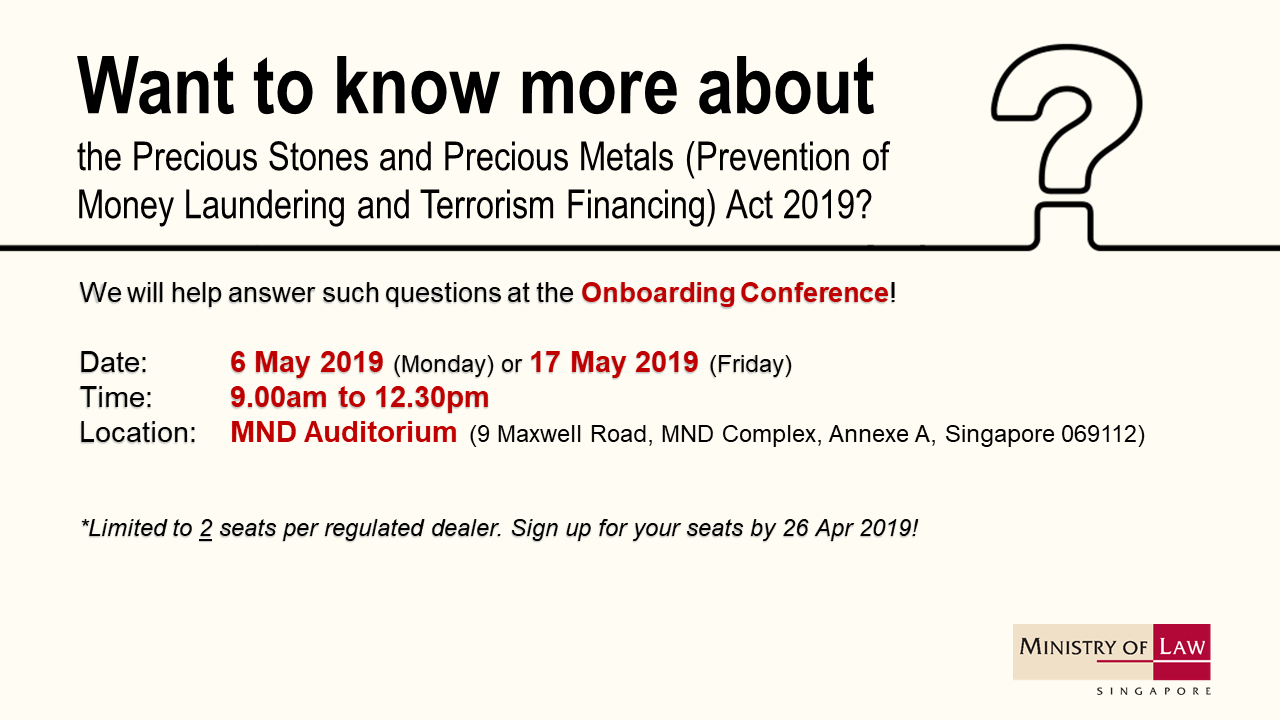 Want to know more about
the Precious Stones and Precious Metals (Prevention of
Money Laundering and Terrorism Financing) Act 2019?
We will help answer such questions at the Onboarding Conference!
Date: 6 May 2019 (Monday) or 17 May 2019 (Friday)
Time: 9.00am to 12.30pm
Location: MND Auditorium (9 Maxwell Road, MND Complex, Annexe A, Singapore 069112)
*Limited to 2 seats per regulated dealer. Sign up for your seats by 26 Apr 2019!
MINISTRY OF LAW
SINGAPORE